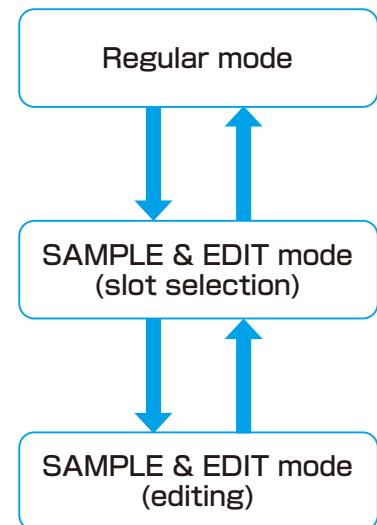 Regular mode
SAMPLE & EDIT mode
(slot selection)
SAMPLE & EDIT mode
(editing)